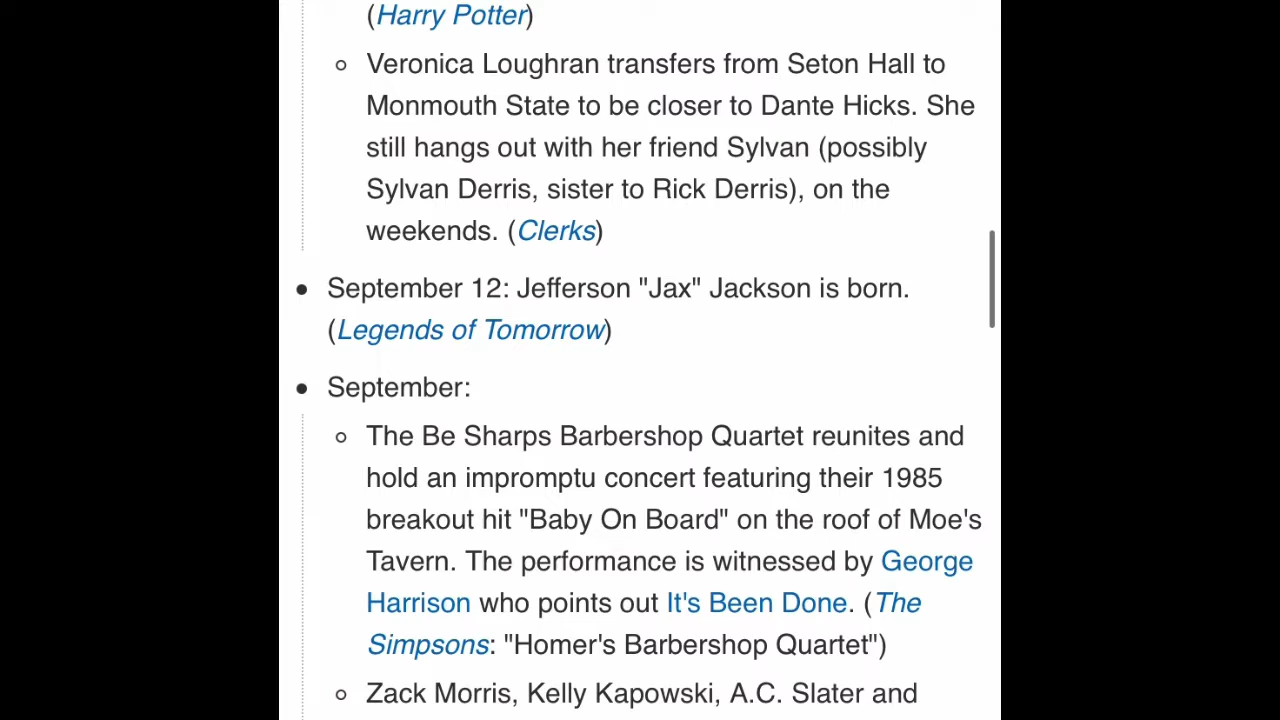 (Harry Potter)
Veronica Loughran transfers from Seton Hall to
Monmouth State to be closer to Dante Hicks. She
still hangs out with her friend Sylvan (possibly
Sylvan Derris, sister to Rick Derris), on the
weekends. (Clerks)
September 12: Jefferson "Jax" Jackson is born.
(Legends of Tomorrow)
September:
The Be Sharps Barbershop Quartet reunites and
hold an impromptu concert featuring their 1985
breakout hit "Baby On Board" on the roof of Moe's
Tavern. The performance is witnessed by George
Harrison who points out It's Been Done. (The
Simpsons: "Homer's Barbershop Quartet")
Zack Morris, Kelly Kapowski, A.C. Slater and